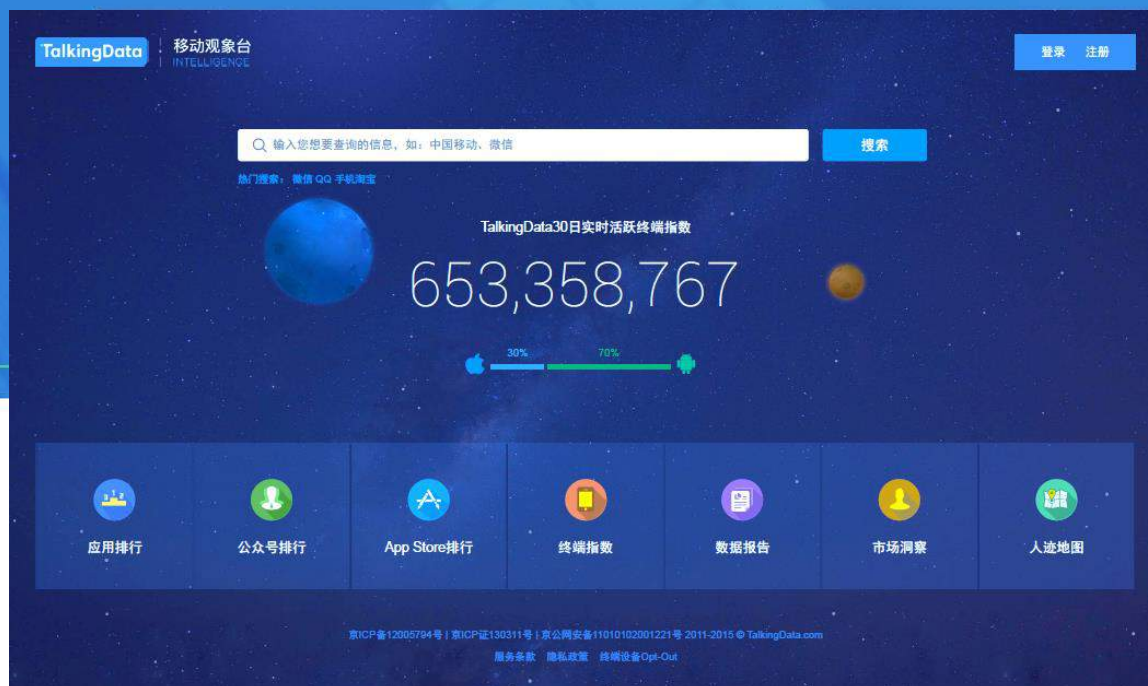 TalkingData 移动观象台
INTELLIGENCE
登录 注册
输入您想要查询的信息，如：中国移动、微信
搜索
热门搜索： 微信 QQ 手机淘宝
TalkingData30日实时活跃终端指数
653,358,767
30% 70%
应用排行 公众号排行 App Store排行 终端指数 数据报告 市场洞察 人迹地图
京ICP备12005794号 | 京ICP证130311号 | 京公网安备11010102001221号 2011-2015 © TalkingData.com
服务条款 隐私政策 终端设备Opt-Out